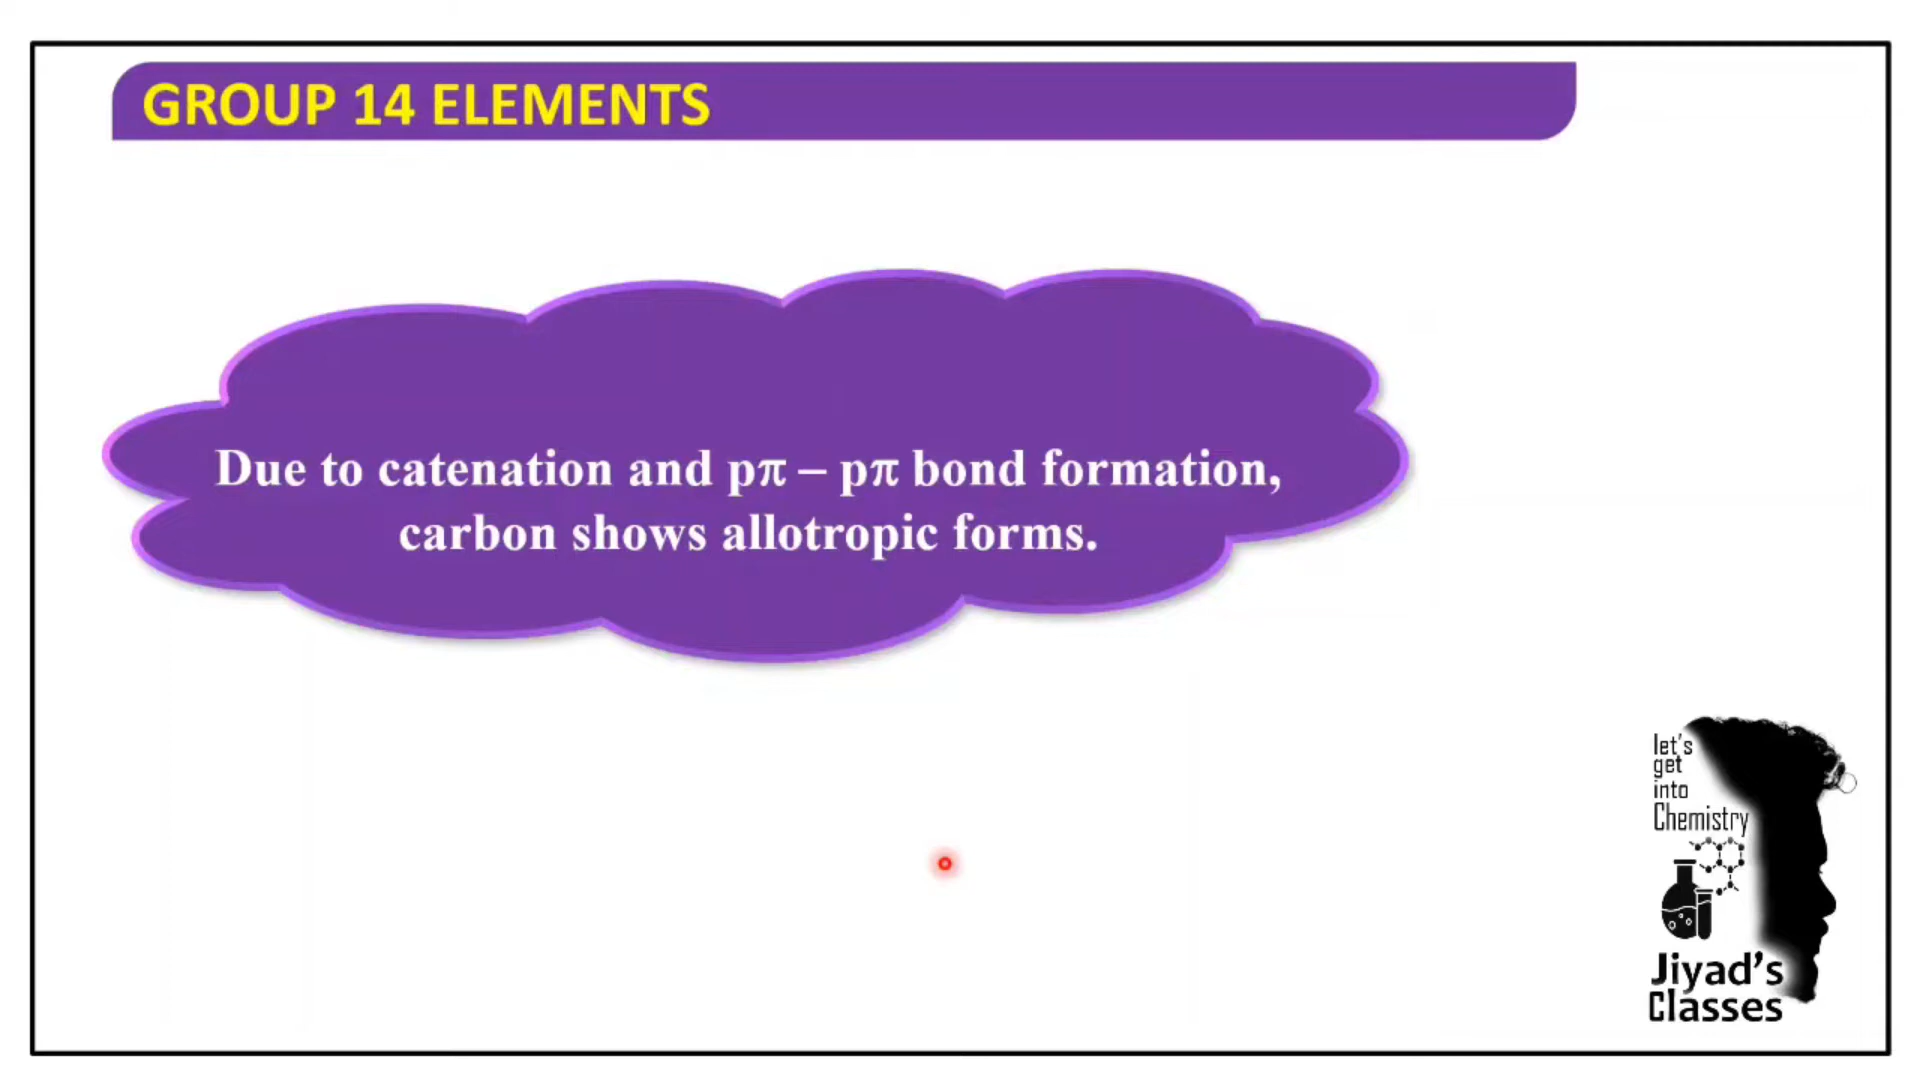 GROUP 14 ELEMENTS
Due to catenation and pπ – pπ bond formation,
carbon shows allotropic forms.
let's
get
into
Chemistry
Jiyad's
Classes